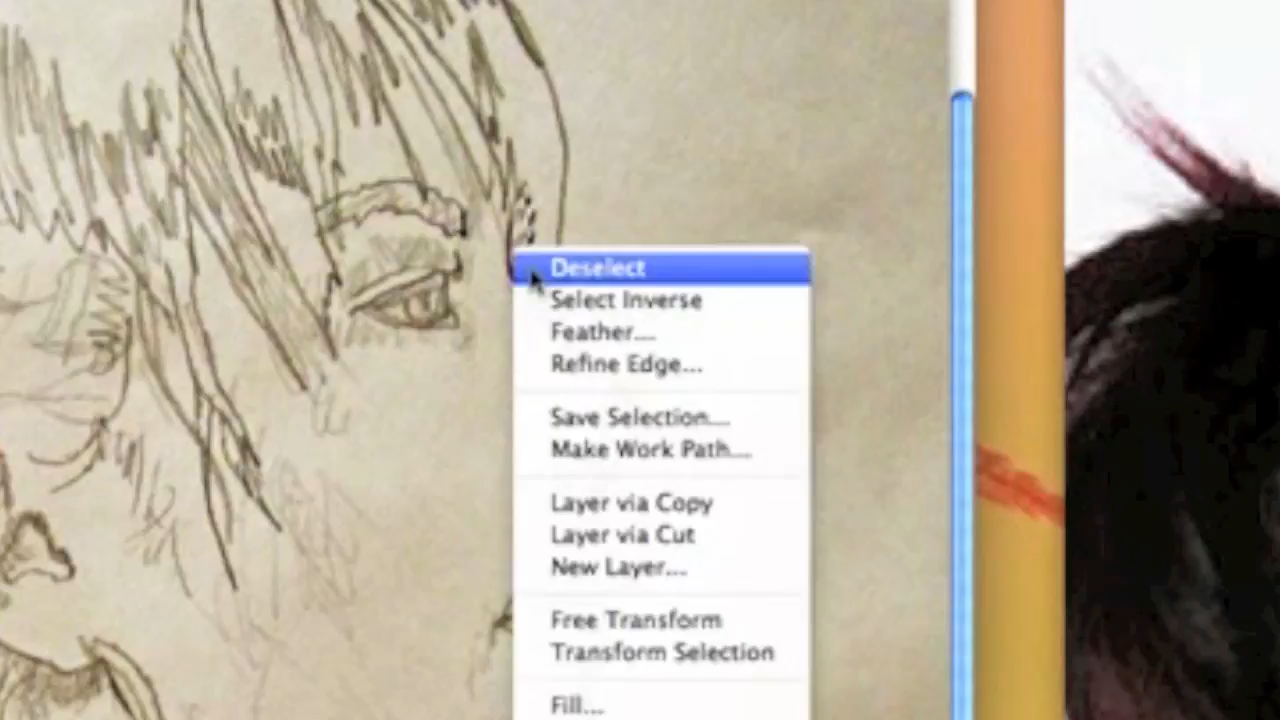 Deselect
Select Inverse
Feather...
Refine Edge...
Save Selection...
Make Work Path...
Layer via Copy
Layer via Cut
New Layer...
Free Transform
Transform Selection
Fill...